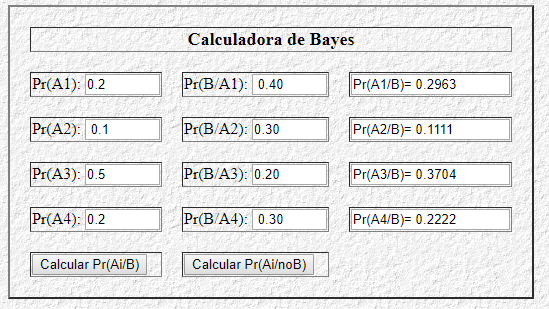 Calculadora de Bayes
Pr(A1): 0.2 Pr(B/A1): 0.40 Pr(A1/B)= 0.2963
Pr(A2): 0.1 Pr(B/A2): 0.30 Pr(A2/B)= 0.1111
Pr(A3): 0.5 Pr(B/A3): 0.20 Pr(A3/B)= 0.3704
Pr(A4): 0.2 Pr(B/A4): 0.30 Pr(A4/B)= 0.2222
Calcular Pr(Ai/B) Calcular Pr(Ai/noB)